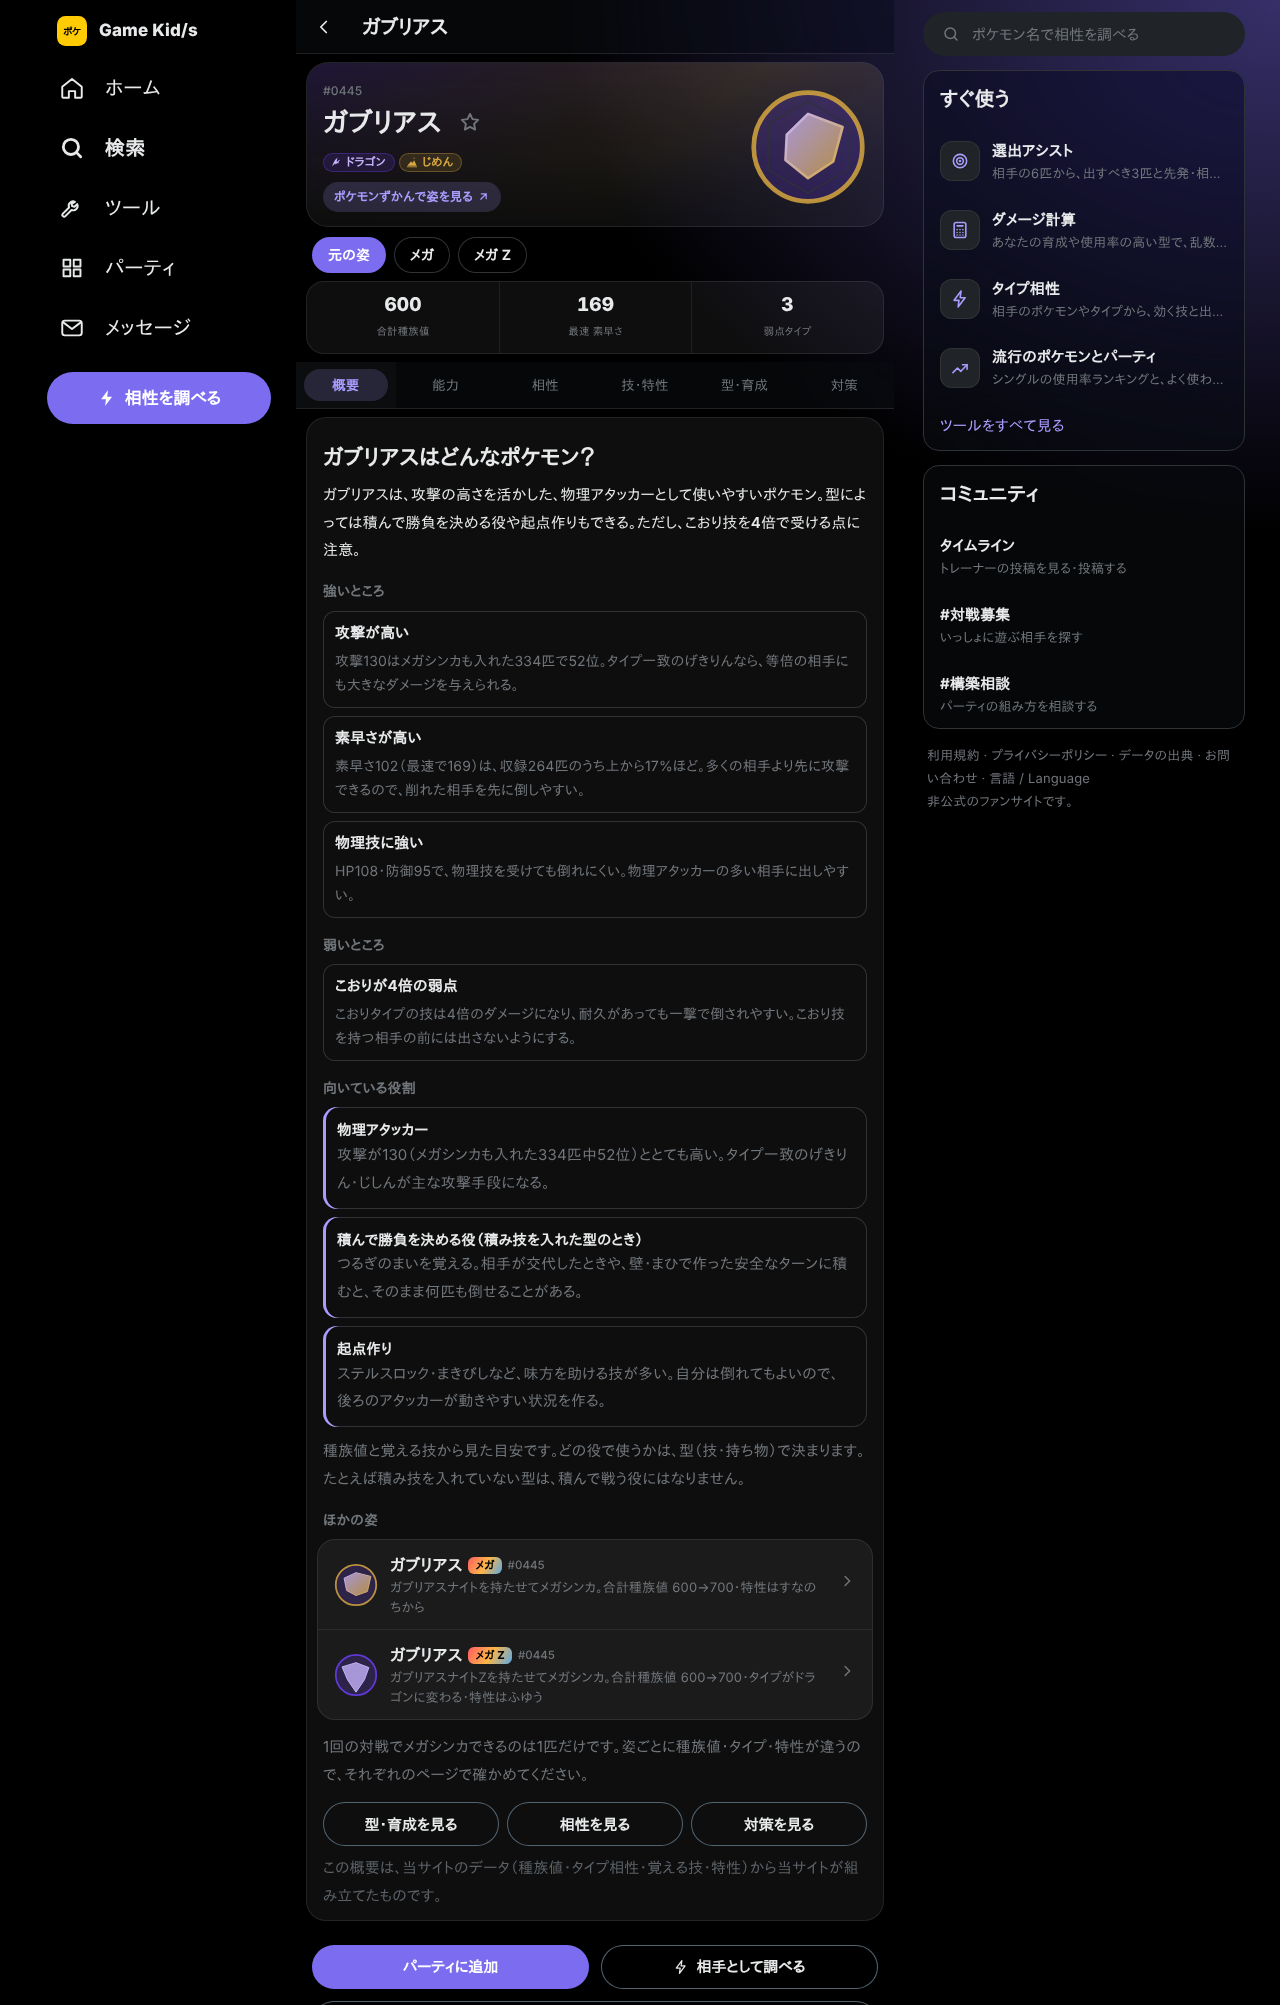 ポケ
Game Kid/s
ホーム
検索
ツール
パーティ
メッセージ
相性を調べる
ガブリアス
#0445
ガブリアス
ドラゴン
じめん
ポケモンずかんで姿を見る
元の姿
メガ
メガ Z
600
合計種族値
169
最速 素早さ
3
弱点タイプ
概要
能力
相性
技・特性
型・育成
対策
ガブリアスはどんなポケモン？
ガブリアスは、攻撃の高さを活かした、物理アタッカーとして使いやすいポケモン。型によ
っては積んで勝負を決める役や起点作りもできる。ただし、こおり技を4倍で受ける点に
注意。
強いところ
攻撃が高い
攻撃130はメガシンカも入れた334匹で52位。タイプ一致のげきりんなら、等倍の相手に
も大きなダメージを与えられる。
素早さが高い
素早さ102（最速で169）は、収録264匹のうち上から17%ほど。多くの相手より先に攻撃
できるので、削れた相手を先に倒しやすい。
物理技に強い
HP108・防御95で、物理技を受けても倒れにくい。物理アタッカーの多い相手に出しやす
い。
弱いところ
こおりが4倍の弱点
こおりタイプの技は4倍のダメージになり、耐久があっても一撃で倒されやすい。こおり技
を持つ相手の前には出さないようにする。
向いている役割
物理アタッカー
攻撃が130（メガシンカも入れた334匹中52位）ととても高い。タイプ一致のげきり
ん・じしんが主な攻撃手段になる。
積んで勝負を決める役（積み技を入れた型のとき）
つるぎのまいを覚える。相手が交代したときや、壁・まひで作った安全なターンに積
むと、そのまま何匹も倒せることがある。
起点作り
ステルスロック・まきびしなど、味方を助ける技が多い。自分は倒れてもよいので、
後ろのアタッカーが動きやすい状況を作る。
種族値と覚える技から見た目安です。どの役で使うかは、型（技・持ち物）で決まります。
たとえば積み技を入れていない型は、積んで戦う役にはなりません。
ほかの姿
ガブリアス メガ #0445
ガブリアスナイトを持たせてメガシンカ。合計種族値 600→700・特性はすなの
ちから
ガブリアス メガ Z #0445
ガブリアスナイトZを持たせてメガシンカ。合計種族値 600→700・タイプがドラ
ゴンに変わる・特性はふゆう
1回の対戦でメガシンカできるのは1匹だけです。姿ごとに種族値・タイプ・特性が違うの
で、それぞれのページで確かめてください。
型・育成を見る
相性を見る
対策を見る
この概要は、当サイトのデータ（種族値・タイプ相性・覚える技・特性）から当サイトが組
み立てたものです。
パーティに追加
相手として調べる
ポケモン名で相性を調べる
すぐ使う
選出アシスト
相手の6匹から、出すべき3匹と先発・相…
ダメージ計算
あなたの育成や使用率の高い型で、乱数…
タイプ相性
相手のポケモンやタイプから、効く技と出…
流行のポケモンとパーティ
シングルの使用率ランキングと、よく使わ…
ツールをすべて見る
コミュニティ
タイムライン
トレーナーの投稿を見る・投稿する
#対戦募集
いっしょに遊ぶ相手を探す
#構築相談
パーティの組み方を相談する
利用規約 · プライバシーポリシー · データの出典 · お問
い合わせ · 言語 / Language
非公式のファンサイトです。